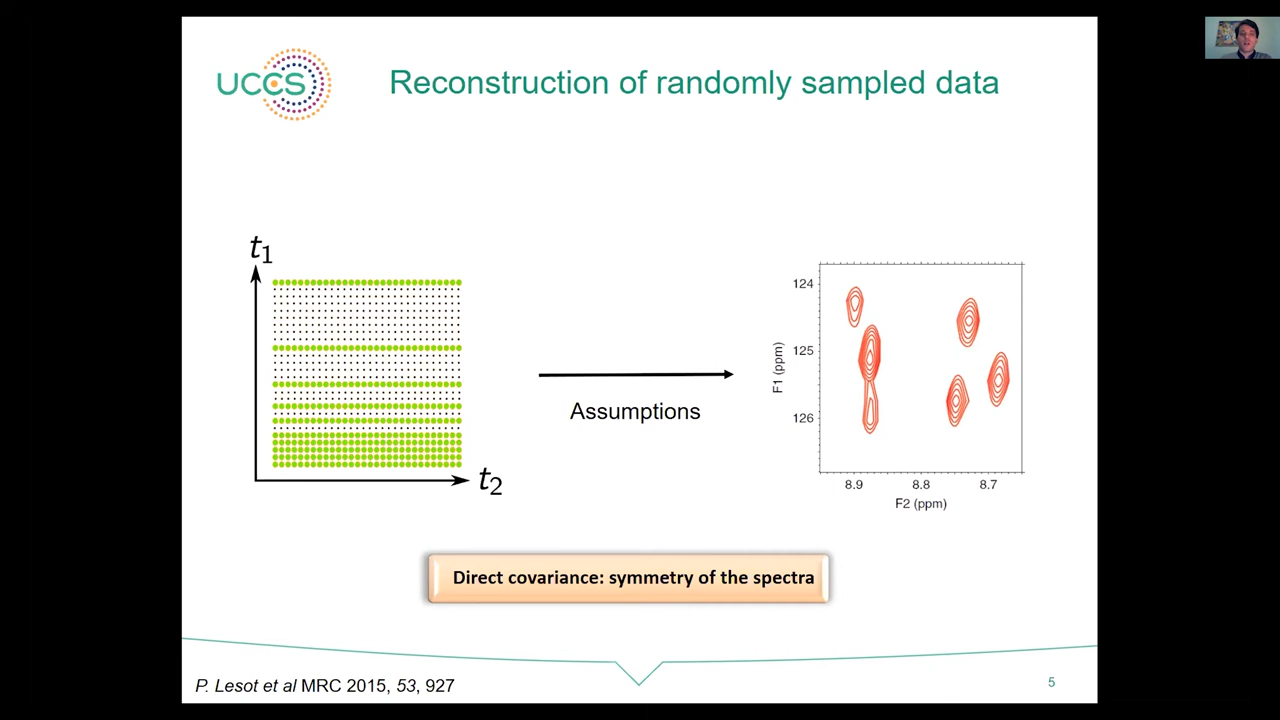 UCCS
Reconstruction of randomly sampled data
t1
t2
Assumptions
124
125
126
F1 (ppm)
8.9 8.8 8.7
F2 (ppm)
Direct covariance: symmetry of the spectra
P. Lesot et al MRC 2015, 53, 927
5